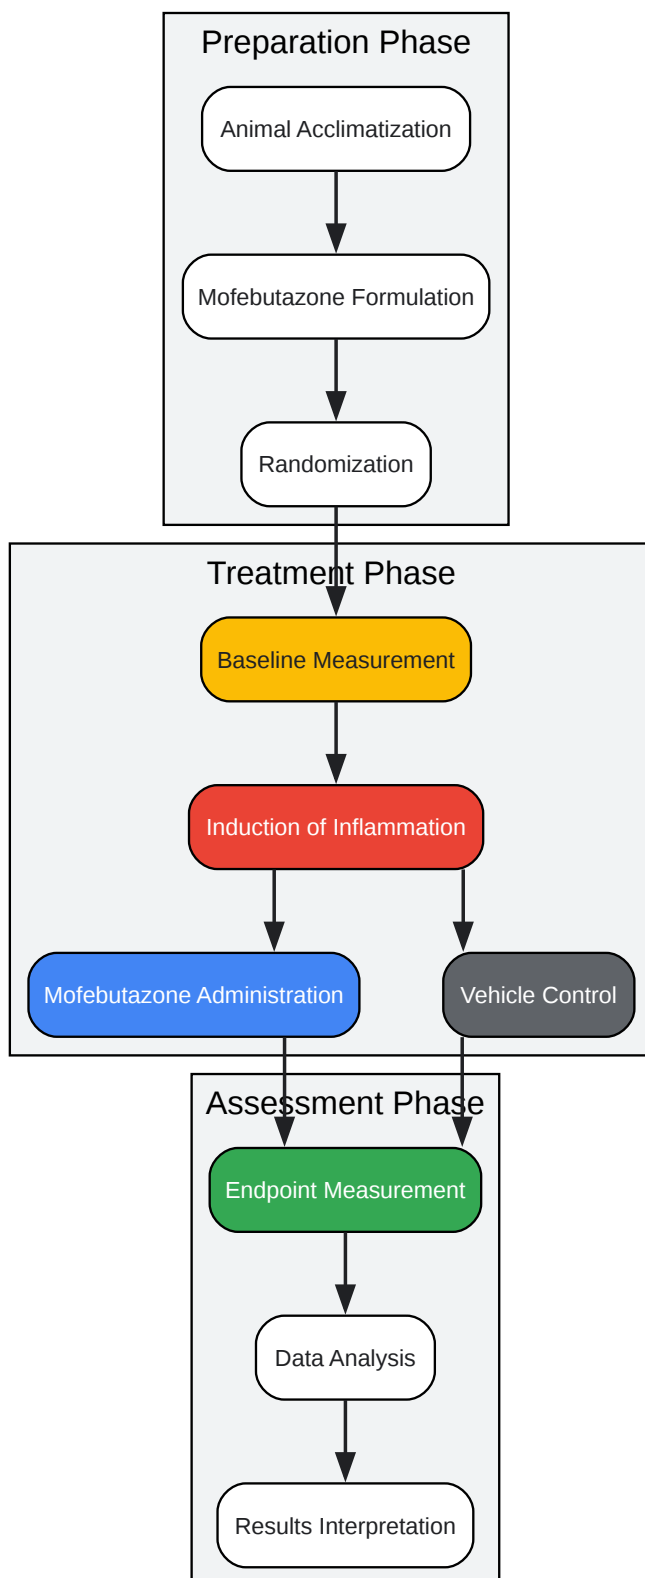 Preparation Phase
Animal Acclimatization
Mofebutazone Formulation
Randomization
Treatment Phase
Baseline Measurement
Induction of Inflammation
Mofebutazone Administration
Vehicle Control
Assessment Phase
Endpoint Measurement
Data Analysis
Results Interpretation